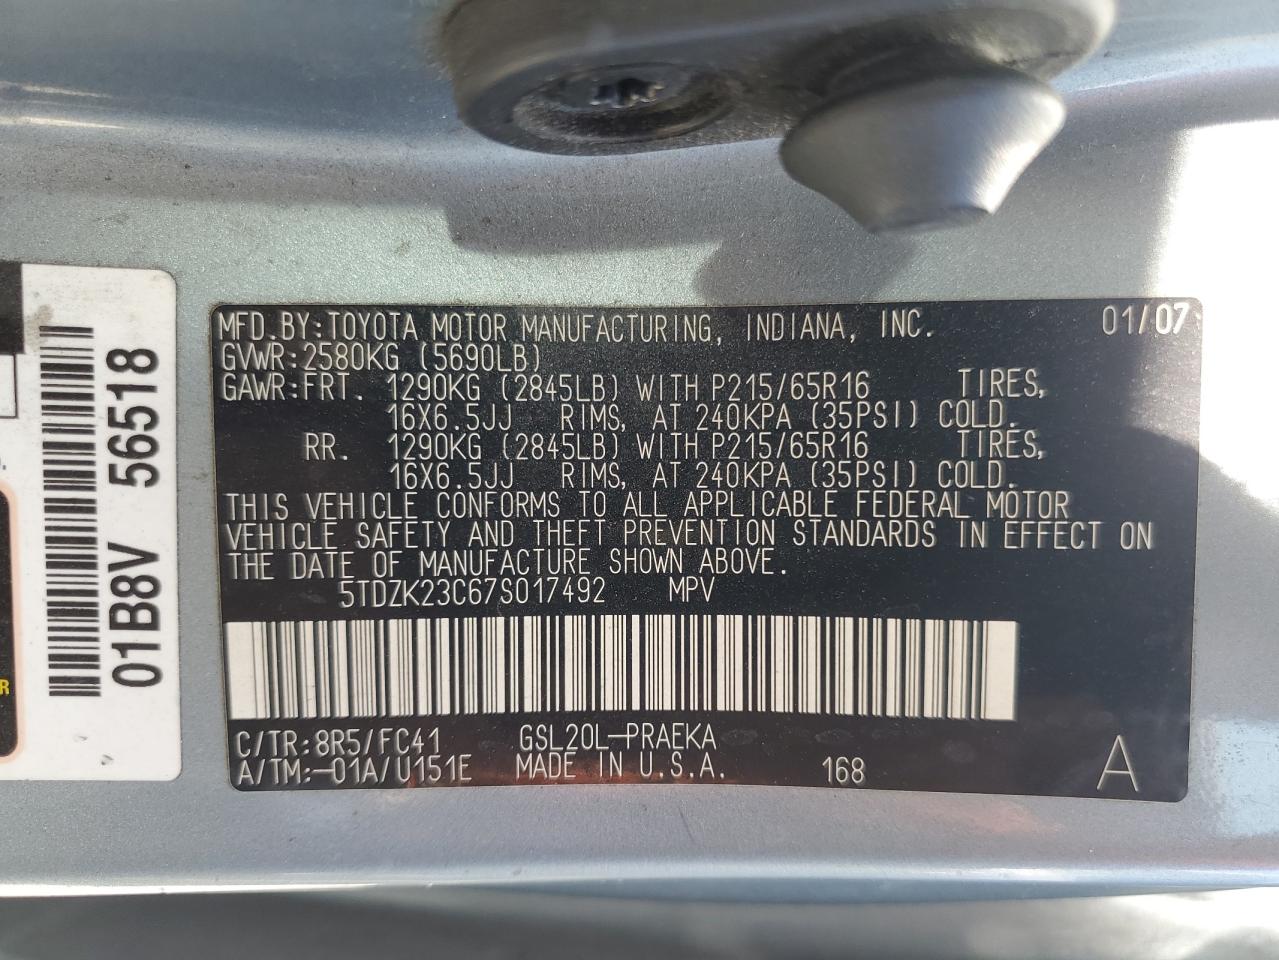 MFD.BY:TOYOTA MOTOR MANUFACTURING, INDIANA, INC. 01/07
GVWR:2580KG (5690LB)
GAWR:FRT. 1290KG (2845LB) WITH P215/65R16 TIRES,
16X6.5JJ RIMS, AT 240KPA (35PSI) COLD.
RR. 1290KG (2845LB) WITH P215/65R16 TIRES,
16X6.5JJ RIMS, AT 240KPA (35PSI) COLD.
THIS VEHICLE CONFORMS TO ALL APPLICABLE FEDERAL MOTOR
VEHICLE SAFETY AND THEFT PREVENTION STANDARDS IN EFFECT ON
THE DATE OF MANUFACTURE SHOWN ABOVE.
5TDZK23C67S017492 MPV
C/TR:8R5/FC41 GSL20L-PRAEKA
A/TM:-01A/U151E MADE IN U.S.A. 168 A
01B8V 56518